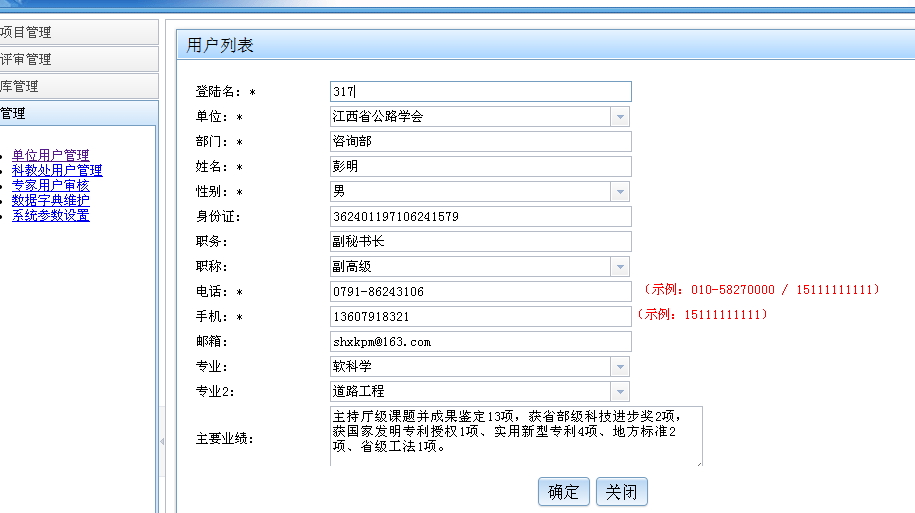 项目管理
评审管理
库管理
管理
单位用户管理
科教处用户管理
专家用户审核
数据字典维护
系统参数设置
用户列表
登陆名：* 317
单位：* 江西省公路学会
部门：* 咨询部
姓名：* 彭明
性别：* 男
身份证： 362401197106241579
职务： 副秘书长
职称： 副高级
电话：* 0791-86243106 （示例：010-58270000 / 15111111111）
手机：* 13607918321 （示例：15111111111）
邮箱： shxkpm@163.com
专业： 软科学
专业2： 道路工程
主要业绩：
主持厅级课题并成果鉴定13项，获省部级科技进步奖2项，
获国家发明专利授权1项、实用新型专利4项、地方标准2
项、省级工法1项。
确定 关闭